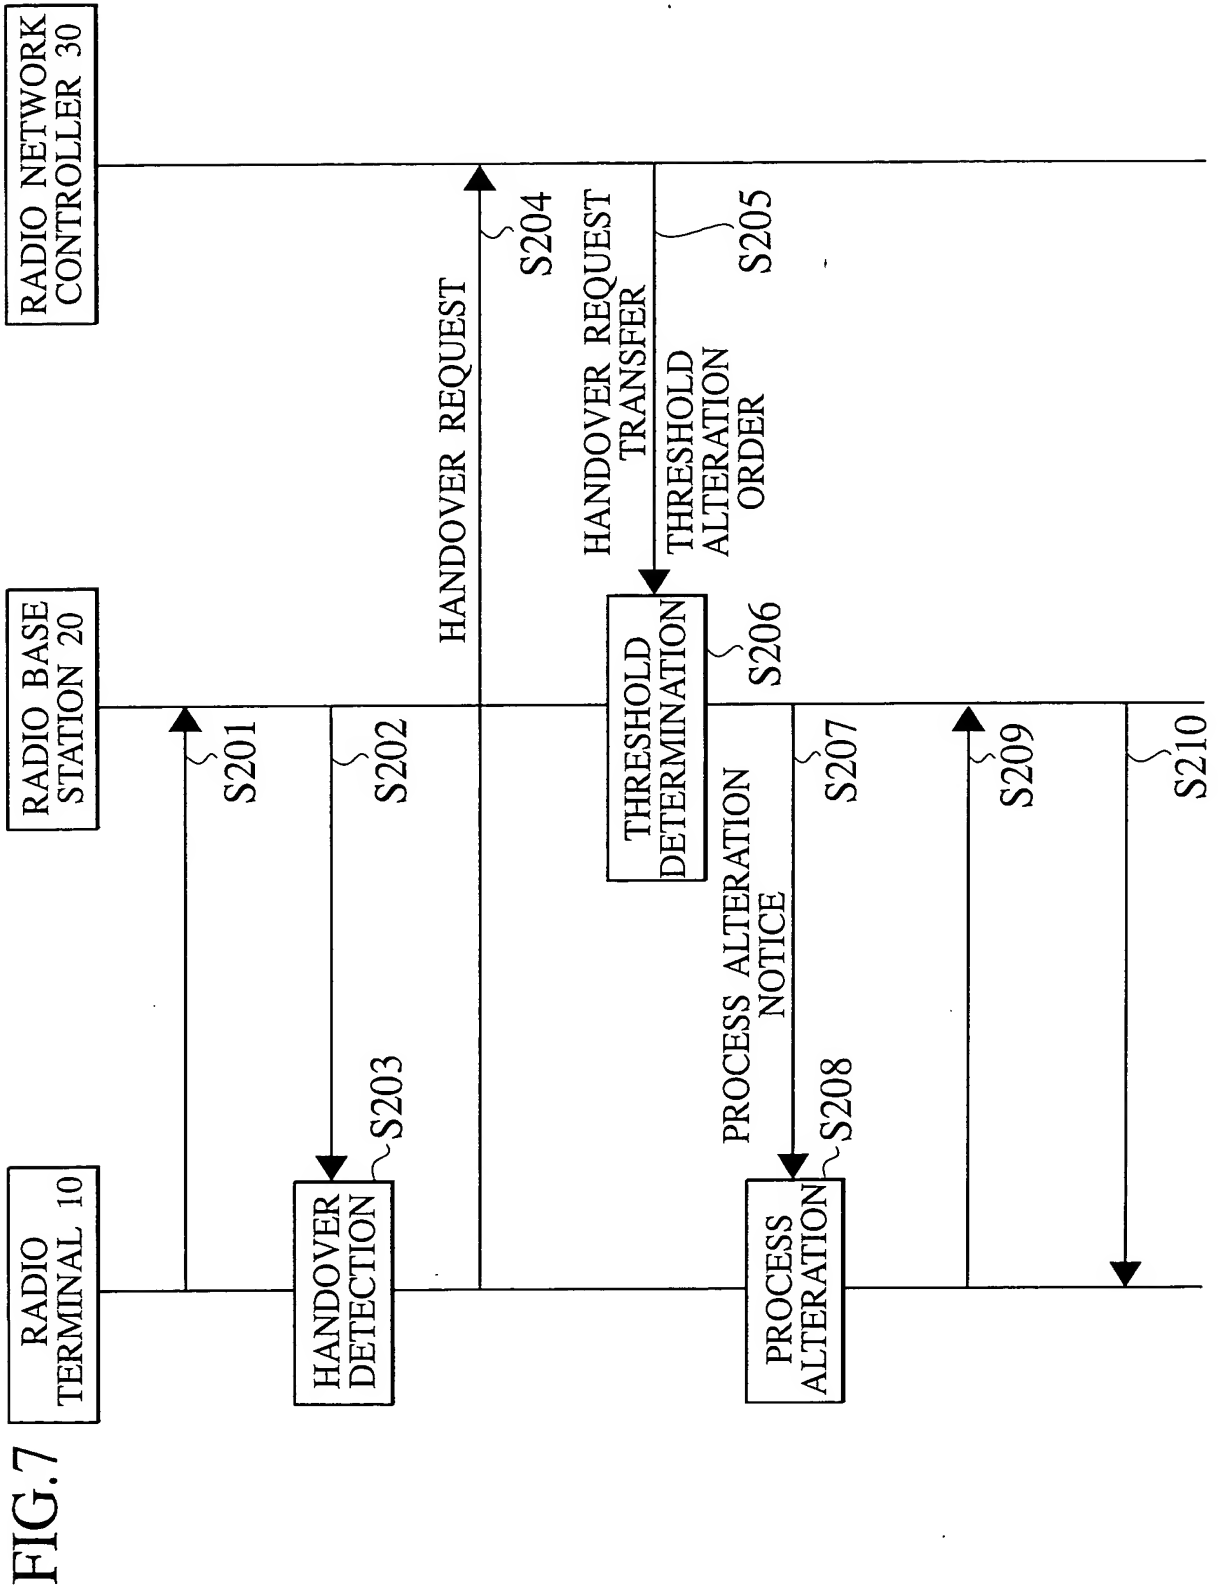 FIG.7
RADIO
TERMINAL 10
RADIO BASE
STATION 20
RADIO NETWORK
CONTROLLER 30
S201
S202
HANDOVER
DETECTION
S203
HANDOVER REQUEST
S204
HANDOVER REQUEST
TRANSFER
THRESHOLD
ALTERATION
ORDER
S205
THRESHOLD
DETERMINATION
S206
PROCESS ALTERATION
NOTICE
S207
PROCESS
ALTERATION
S208
S209
S210